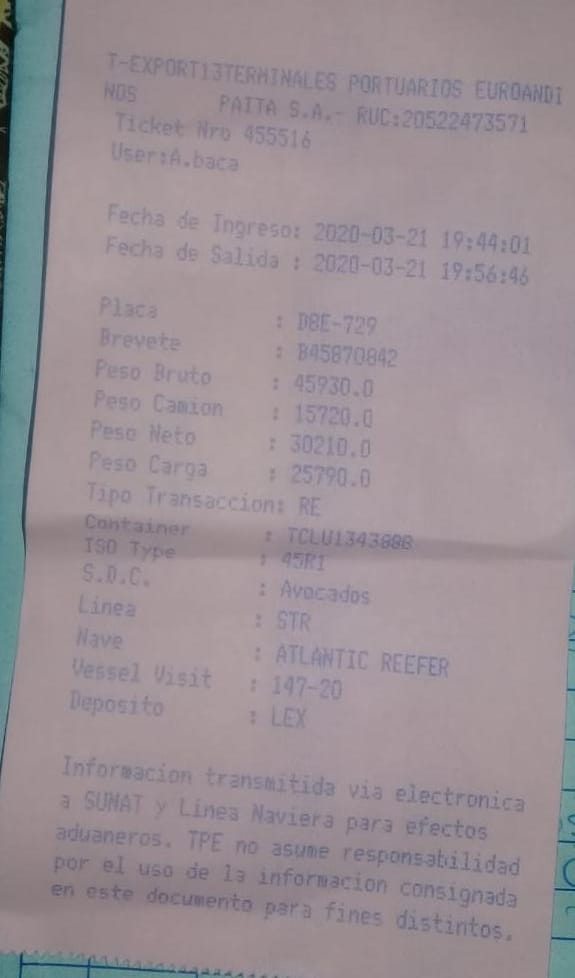 T-EXPORT13TERMINALES PORTUARIOS EUROANDI
NOS PAITA S.A.- RUC:20522473571
Ticket Nro 455516
User:A.baca
Fecha de Ingreso: 2020-03-21 19:44:01
Fecha de Salida : 2020-03-21 19:56:46
Placa : D8E-729
Brevete : B45870842
Peso Bruto : 45930.0
Peso Camion : 15720.0
Peso Neto : 30210.0
Peso Carga : 25790.0
Tipo Transaccion: RE
Container : TCLU1343888
ISO Type : 45R1
S.D.C. : Avocados
Linea : STR
Nave : ATLANTIC REEFER
Vessel Visit : 147-20
Deposito : LEX
Informacion transmitida via electronica
a SUNAT y Linea Naviera para efectos
aduaneros. TPE no asume responsabilidad
por el uso de la informacion consignada
en este documento para fines distintos.